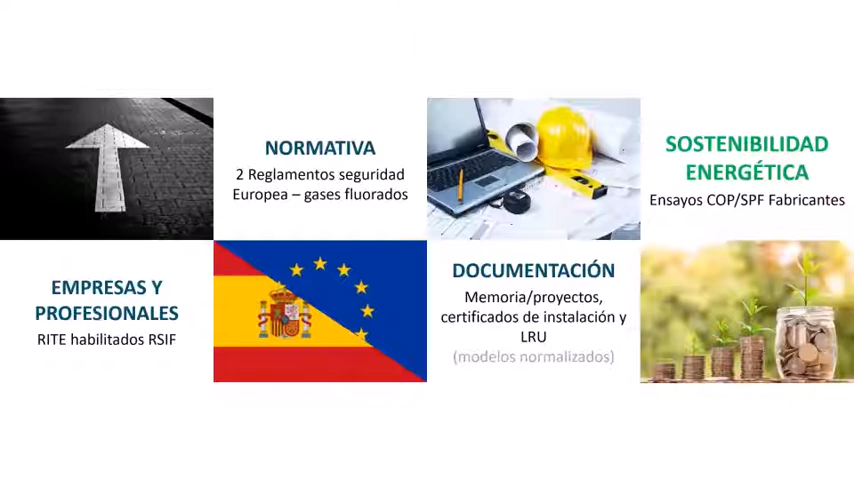 NORMATIVA
2 Reglamentos seguridad
Europea – gases fluorados
SOSTENIBILIDAD
ENERGÉTICA
Ensayos COP/SPF Fabricantes
EMPRESAS Y
PROFESIONALES
RITE habilitados RSIF
DOCUMENTACIÓN
Memoria/proyectos,
certificados de instalación y
LRU
(modelos normalizados)